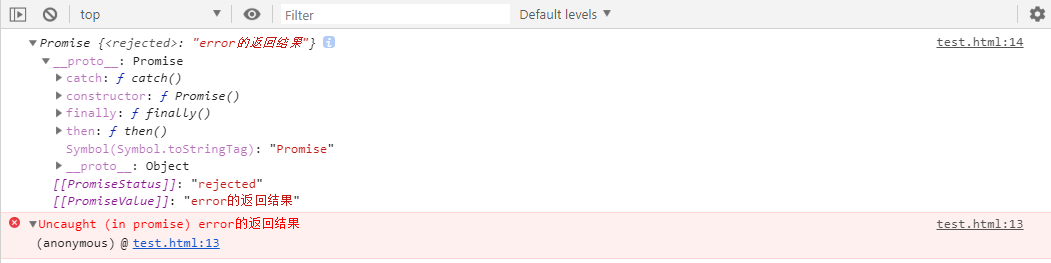 top Filter Default levels
Promise {<rejected>: "error的返回结果"} i test.html:14
__proto__: Promise
catch: ƒ catch()
constructor: ƒ Promise()
finally: ƒ finally()
then: ƒ then()
Symbol(Symbol.toStringTag): "Promise"
__proto__: Object
[[PromiseStatus]]: "rejected"
[[PromiseValue]]: "error的返回结果"
Uncaught (in promise) error的返回结果 test.html:13
(anonymous) @ test.html:13